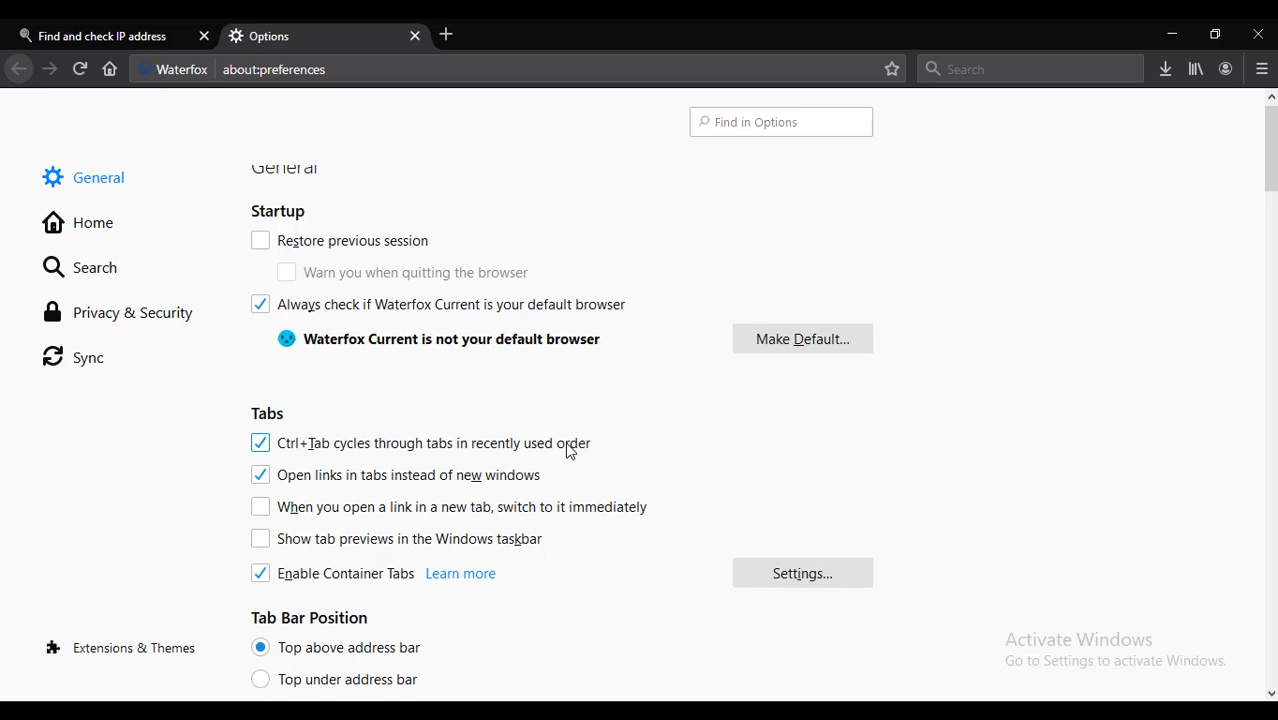 Find and check IP address
Options
Waterfox about:preferences
Search
Find in Options
General
Home
Search
Privacy & Security
Sync
Extensions & Themes
General
Startup
Restore previous session
Warn you when quitting the browser
Always check if Waterfox Current is your default browser
Waterfox Current is not your default browser
Make Default...
Tabs
Ctrl+Tab cycles through tabs in recently used order
Open links in tabs instead of new windows
When you open a link in a new tab, switch to it immediately
Show tab previews in the Windows taskbar
Enable Container Tabs Learn more
Settings...
Tab Bar Position
Top above address bar
Top under address bar
Activate Windows
Go to Settings to activate Windows.